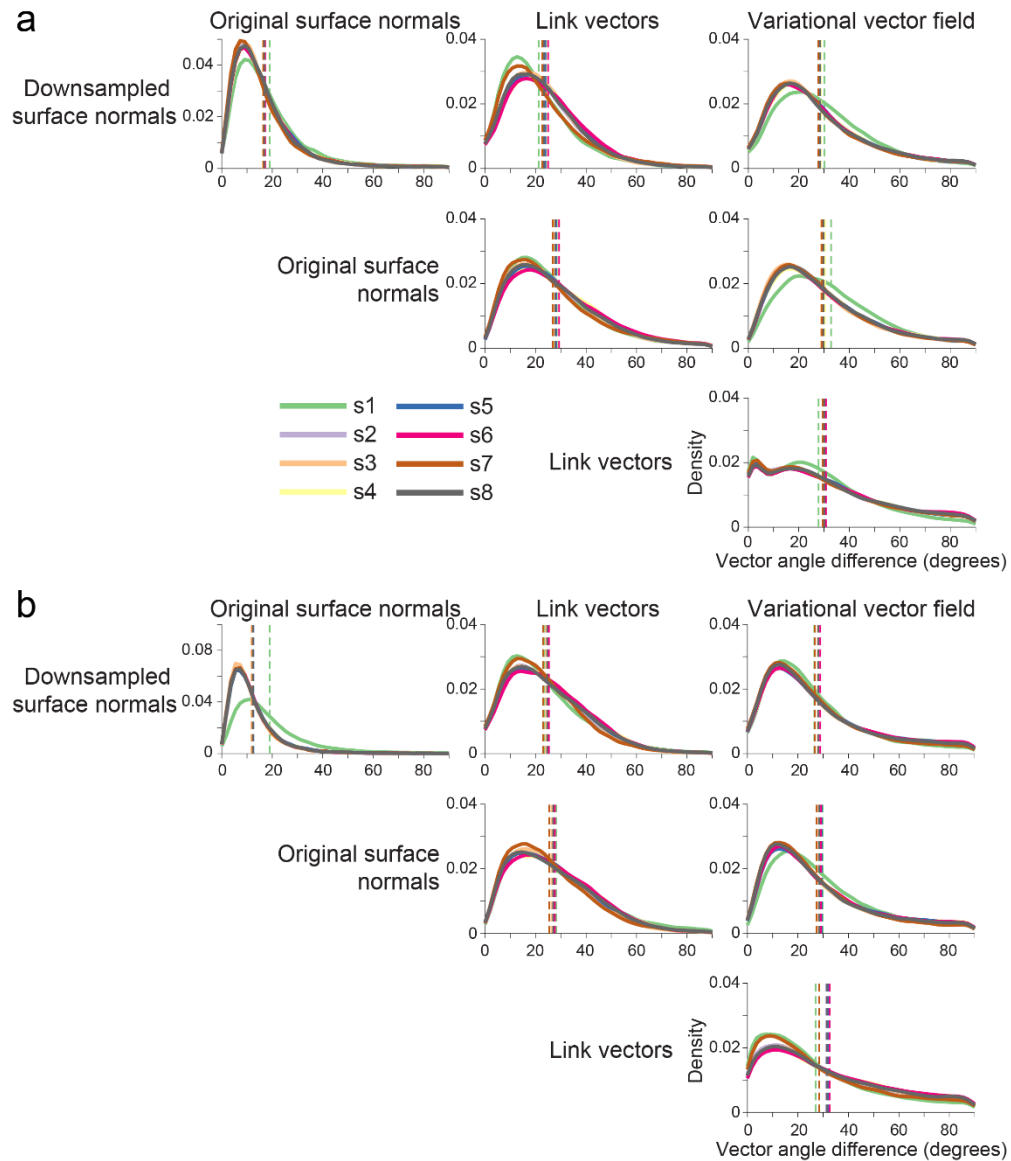 a
Original surface normals
Link vectors
Variational vector field
Downsampled
surface normals
0.04
0.02
0
0 20 40 60 80
0.04
0.02
0
0 20 40 60 80
0.04
0.02
0
0 20 40 60 80
Original surface
normals
0.04
0.02
0
0 20 40 60 80
0.04
0.02
0
0 20 40 60 80
s1
s2
s3
s4
s5
s6
s7
s8
Link vectors
Density
0.04
0.02
0
0 20 40 60 80
Vector angle difference (degrees)
b
Original surface normals
Link vectors
Variational vector field
Downsampled
surface normals
0.08
0.04
0
0 20 40 60 80
0.04
0.02
0
0 20 40 60 80
0.04
0.02
0
0 20 40 60 80
Original surface
normals
0.04
0.02
0
0 20 40 60 80
0.04
0.02
0
0 20 40 60 80
Link vectors
Density
0.04
0.02
0
0 20 40 60 80
Vector angle difference (degrees)